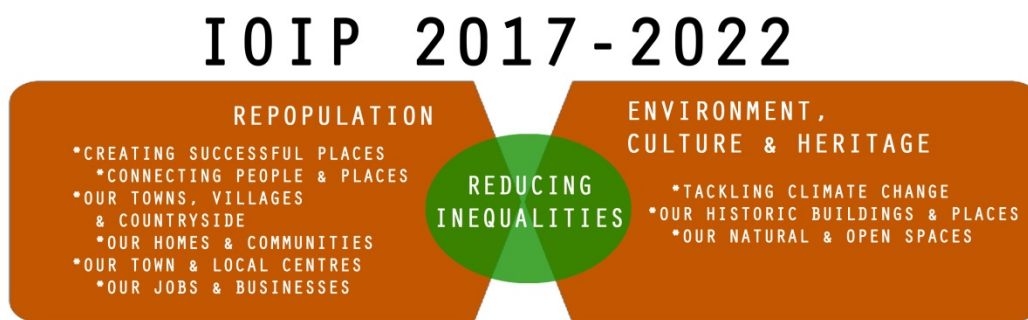 IOIP 2017-2022
REPOPULATION
*CREATING SUCCESSFUL PLACES
*CONNECTING PEOPLE & PLACES
*OUR TOWNS, VILLAGES
& COUNTRYSIDE
*OUR HOMES & COMMUNITIES
*OUR TOWN & LOCAL CENTRES
*OUR JOBS & BUSINESSES
REDUCING
INEQUALITIES
ENVIRONMENT,
CULTURE & HERITAGE
*TACKLING CLIMATE CHANGE
*OUR HISTORIC BUILDINGS & PLACES
*OUR NATURAL & OPEN SPACES